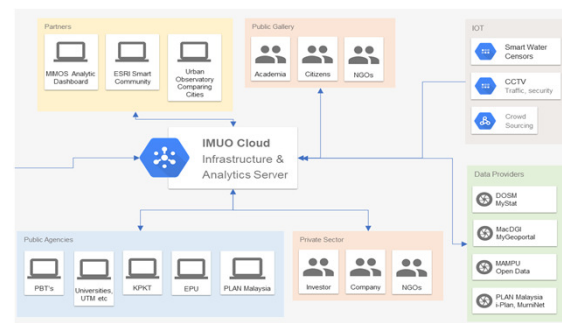 Partners
MIMOS Analytic
Dashboard
ESRI Smart
Community
Urban
Observatory
Comparing
Cities
Public Gallery
Academia
Citizens
NGOs
IOT
Smart Water
Censors
CCTV
Traffic, security
Crowd
Sourcing
IMUO Cloud
Infrastructure &
Analytics Server
Data Providers
DOSM
MyStat
MacDGI
MyGeoportal
MAMPU
Open Data
PLAN Malaysia
i-Plan, MurniNet
Public Agencies
PBT's
Universities,
UTM etc
KPKT
EPU
PLAN Malaysia
Private Sector
Investor
Company
NGOs